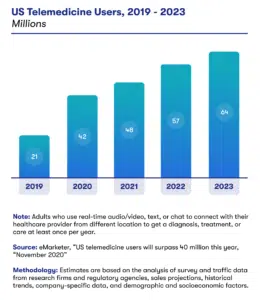 US Telemedicine Users, 2019 - 2023
Millions
21
42
48
57
64
2019
2020
2021
2022
2023
Note: Adults who use real-time audio/video, text, or chat to connect with their
healthcare provider from different location to get a diagnosis, treatment, or
care at least once per year.
Source: eMarketer, "US telemedicine users will surpass 40 million this year,
"November 2020"
Methodology: Estimates are based on the analysis of survey and traffic data
from research firms and regulatory agencies, sales projections, historical
trends, company-specific data, and demographic and socioeconomic factors.